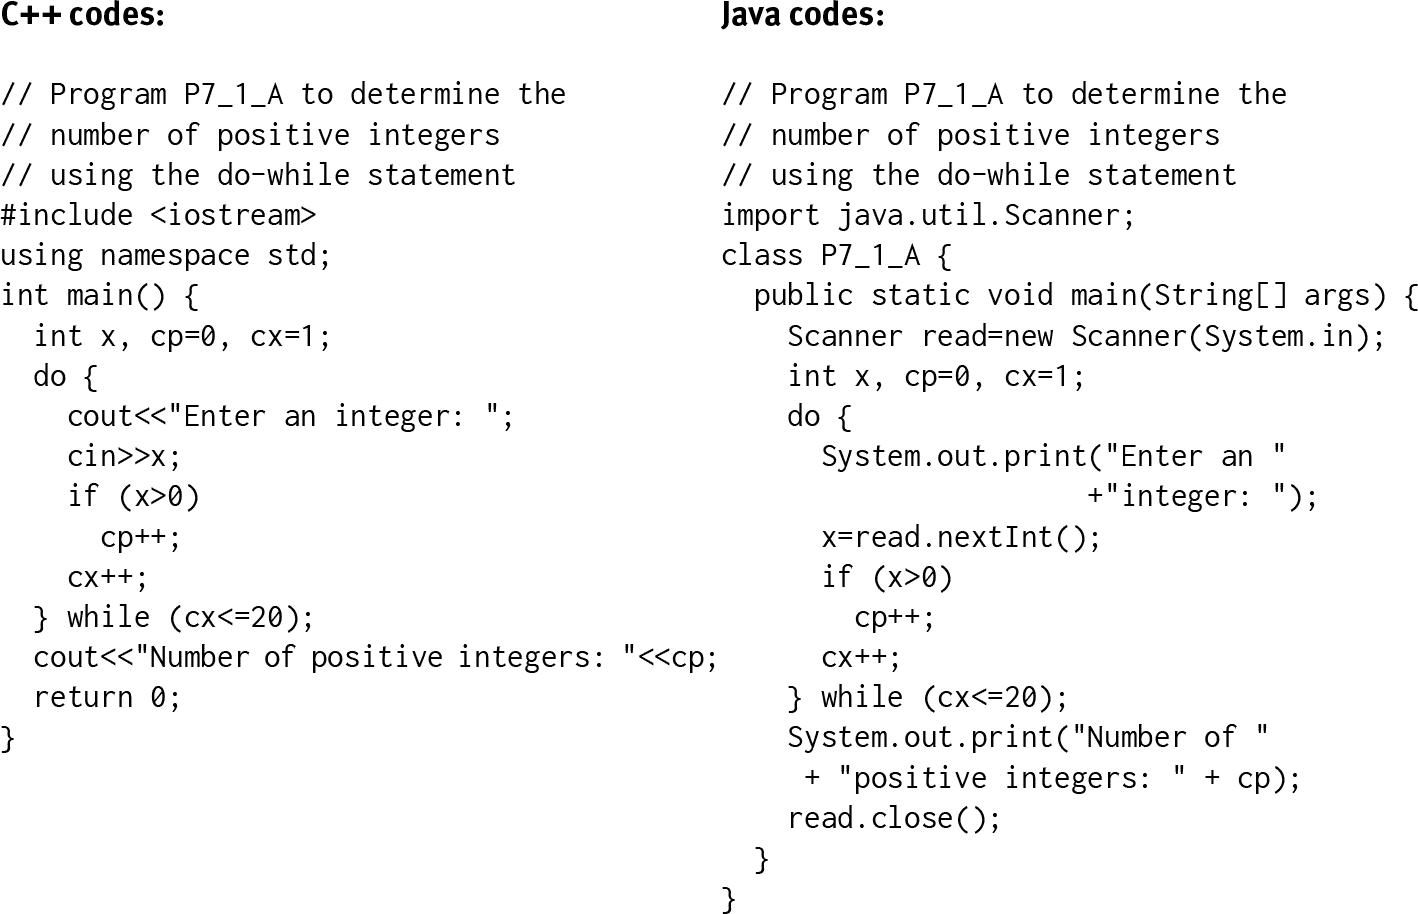 C++ codes:
// Program P7_1_A to determine the
// number of positive integers
// using the do-while statement
#include <iostream>
using namespace std;
int main() {
  int x, cp=0, cx=1;
  do {
    cout<<"Enter an integer: ";
    cin>>x;
    if (x>0)
      cp++;
    cx++;
  } while (cx<=20);
  cout<<"Number of positive integers: "<<cp;
  return 0;
}
Java codes:
// Program P7_1_A to determine the
// number of positive integers
// using the do-while statement
import java.util.Scanner;
class P7_1_A {
  public static void main(String[] args) {
    Scanner read=new Scanner(System.in);
    int x, cp=0, cx=1;
    do {
      System.out.print("Enter an "
                      +"integer: ");
      x=read.nextInt();
      if (x>0)
        cp++;
      cx++;
    } while (cx<=20);
    System.out.print("Number of "
     + "positive integers: " + cp);
    read.close();
  }
}